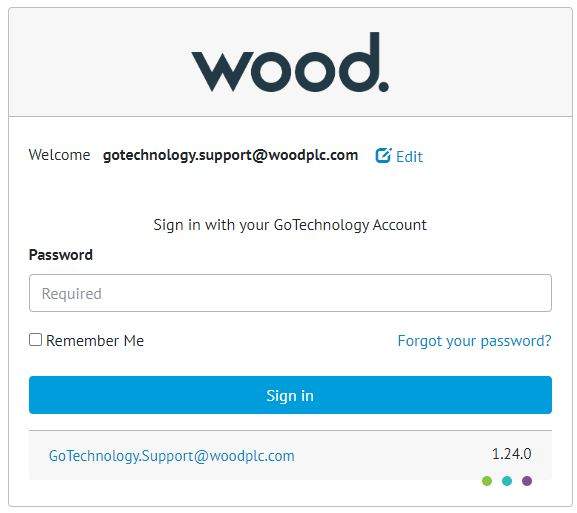 wood.
Welcome gotechnology.support@woodplc.com Edit
Sign in with your GoTechnology Account
Password
Required
Remember Me Forgot your password?
Sign in
GoTechnology.Support@woodplc.com 1.24.0